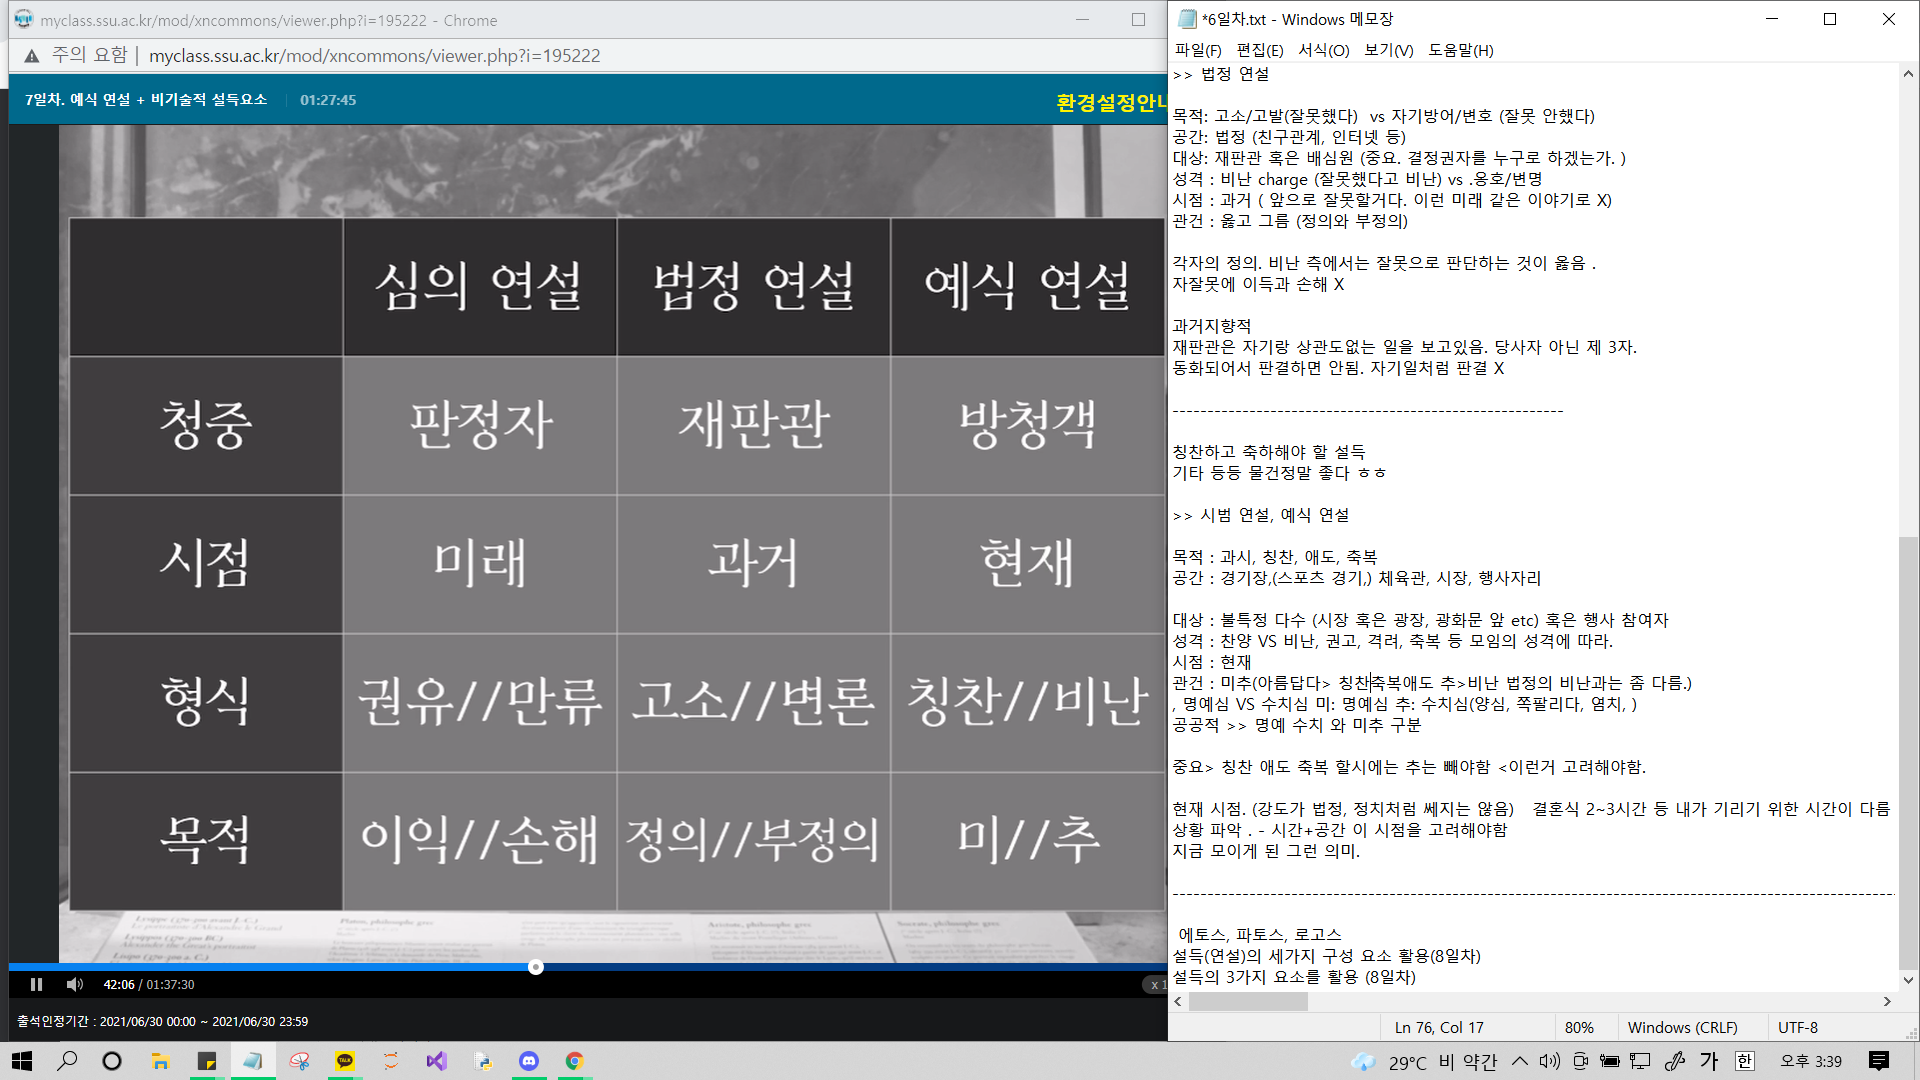 myclass.ssu.ac.kr/mod/xncommons/viewer.php?i=195222 - Chrome
주의 요함 | myclass.ssu.ac.kr/mod/xncommons/viewer.php?i=195222
7일차. 예식 연설 + 비기술적 설득요소 | 01:27:45
환경설정안내
심의 연설 법정 연설 예식 연설
청중 판정자 재판관 방청객
시점 미래 과거 현재
형식 권유//만류 고소//변론 칭찬//비난
목적 이익//손해 정의//부정의 미//추
42:06 / 01:37:30
x 1
출석인정기간 : 2021/06/30 00:00 ~ 2021/06/30 23:59
*6일차.txt - Windows 메모장
파일(F) 편집(E) 서식(O) 보기(V) 도움말(H)
>> 법정 연설
목적: 고소/고발(잘못했다)  vs 자기방어/변호 (잘못 안했다)
공간: 법정 (친구관계, 인터넷 등)
대상: 재판관 혹은 배심원 (중요. 결정권자를 누구로 하겠는가. )
성격 : 비난 charge (잘못했다고 비난) vs .옹호/변명
시점 : 과거 ( 앞으로 잘못할거다. 이런 미래 같은 이야기로 X)
관건 : 옳고 그름 (정의와 부정의)
각자의 정의. 비난 측에서는 잘못으로 판단하는 것이 옳음 .
자잘못에 이득과 손해 X
과거지향적
재판관은 자기랑 상관도없는 일을 보고있음. 당사자 아닌 제 3자.
동화되어서 판결하면 안됨. 자기일처럼 판결 X
--------------------------------------------------------
칭찬하고 축하해야 할 설득
기타 등등 물건정말 좋다 ㅎㅎ
>> 시범 연설, 예식 연설
목적 : 과시, 칭찬, 애도, 축복
공간 : 경기장,(스포츠 경기,) 체육관, 시장, 행사자리
대상 : 불특정 다수 (시장 혹은 광장, 광화문 앞 etc) 혹은 행사 참여자
성격 : 찬양 VS 비난, 권고, 격려, 축복 등 모임의 성격에 따라.
시점 : 현재
관건 : 미추(아름답다> 칭찬축복애도 추>비난 법정의 비난과는 좀 다름.)
, 명예심 VS 수치심 미: 명예심 추: 수치심(양심, 쪽팔리다, 염치, )
공공적 >> 명예 수치 와 미추 구분
중요> 칭찬 애도 축복 할시에는 추는 빼야함 <이런거 고려해야함.
현재 시점. (강도가 법정, 정치처럼 쎄지는 않음)   결혼식 2~3시간 등 내가 기리기 위한 시간이 다름
상황 파악 . - 시간+공간 이 시점을 고려해야함
지금 모이게 된 그런 의미.
--------------------------------------------------------------------------------------------------------
에토스, 파토스, 로고스
설득(연설)의 세가지 구성 요소 활용(8일차)
설득의 3가지 요소를 활용 (8일차)
Ln 76, Col 17 80% Windows (CRLF) UTF-8
TALK
29°C 비 약간 가 한 오후 3:39